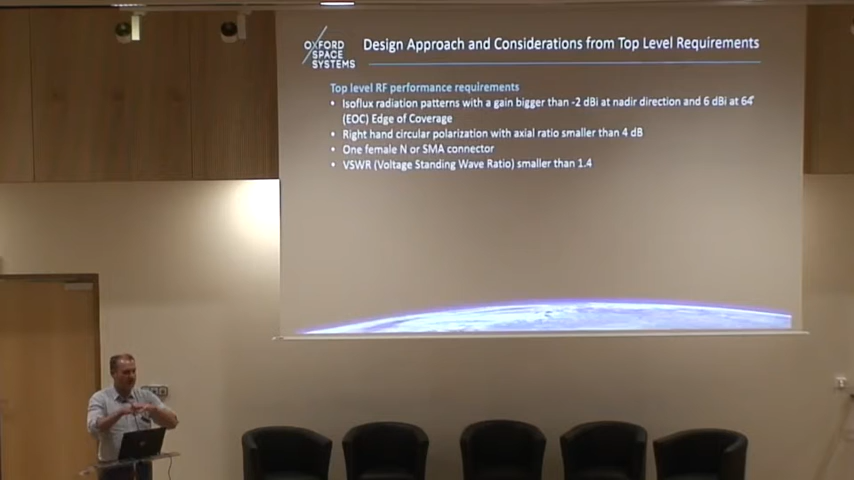 OXFORD
SPACE
SYSTEMS
Design Approach and Considerations from Top Level Requirements
Top level RF performance requirements
• Isoflux radiation patterns with a gain bigger than -2 dBi at nadir direction and 6 dBi at 64°
(EOC) Edge of Coverage
• Right hand circular polarization with axial ratio smaller than 4 dB
• One female N or SMA connector
• VSWR (Voltage Standing Wave Ratio) smaller than 1.4